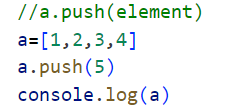 //a.push(element)
a=[1,2,3,4]
a.push(5)
console.log(a)